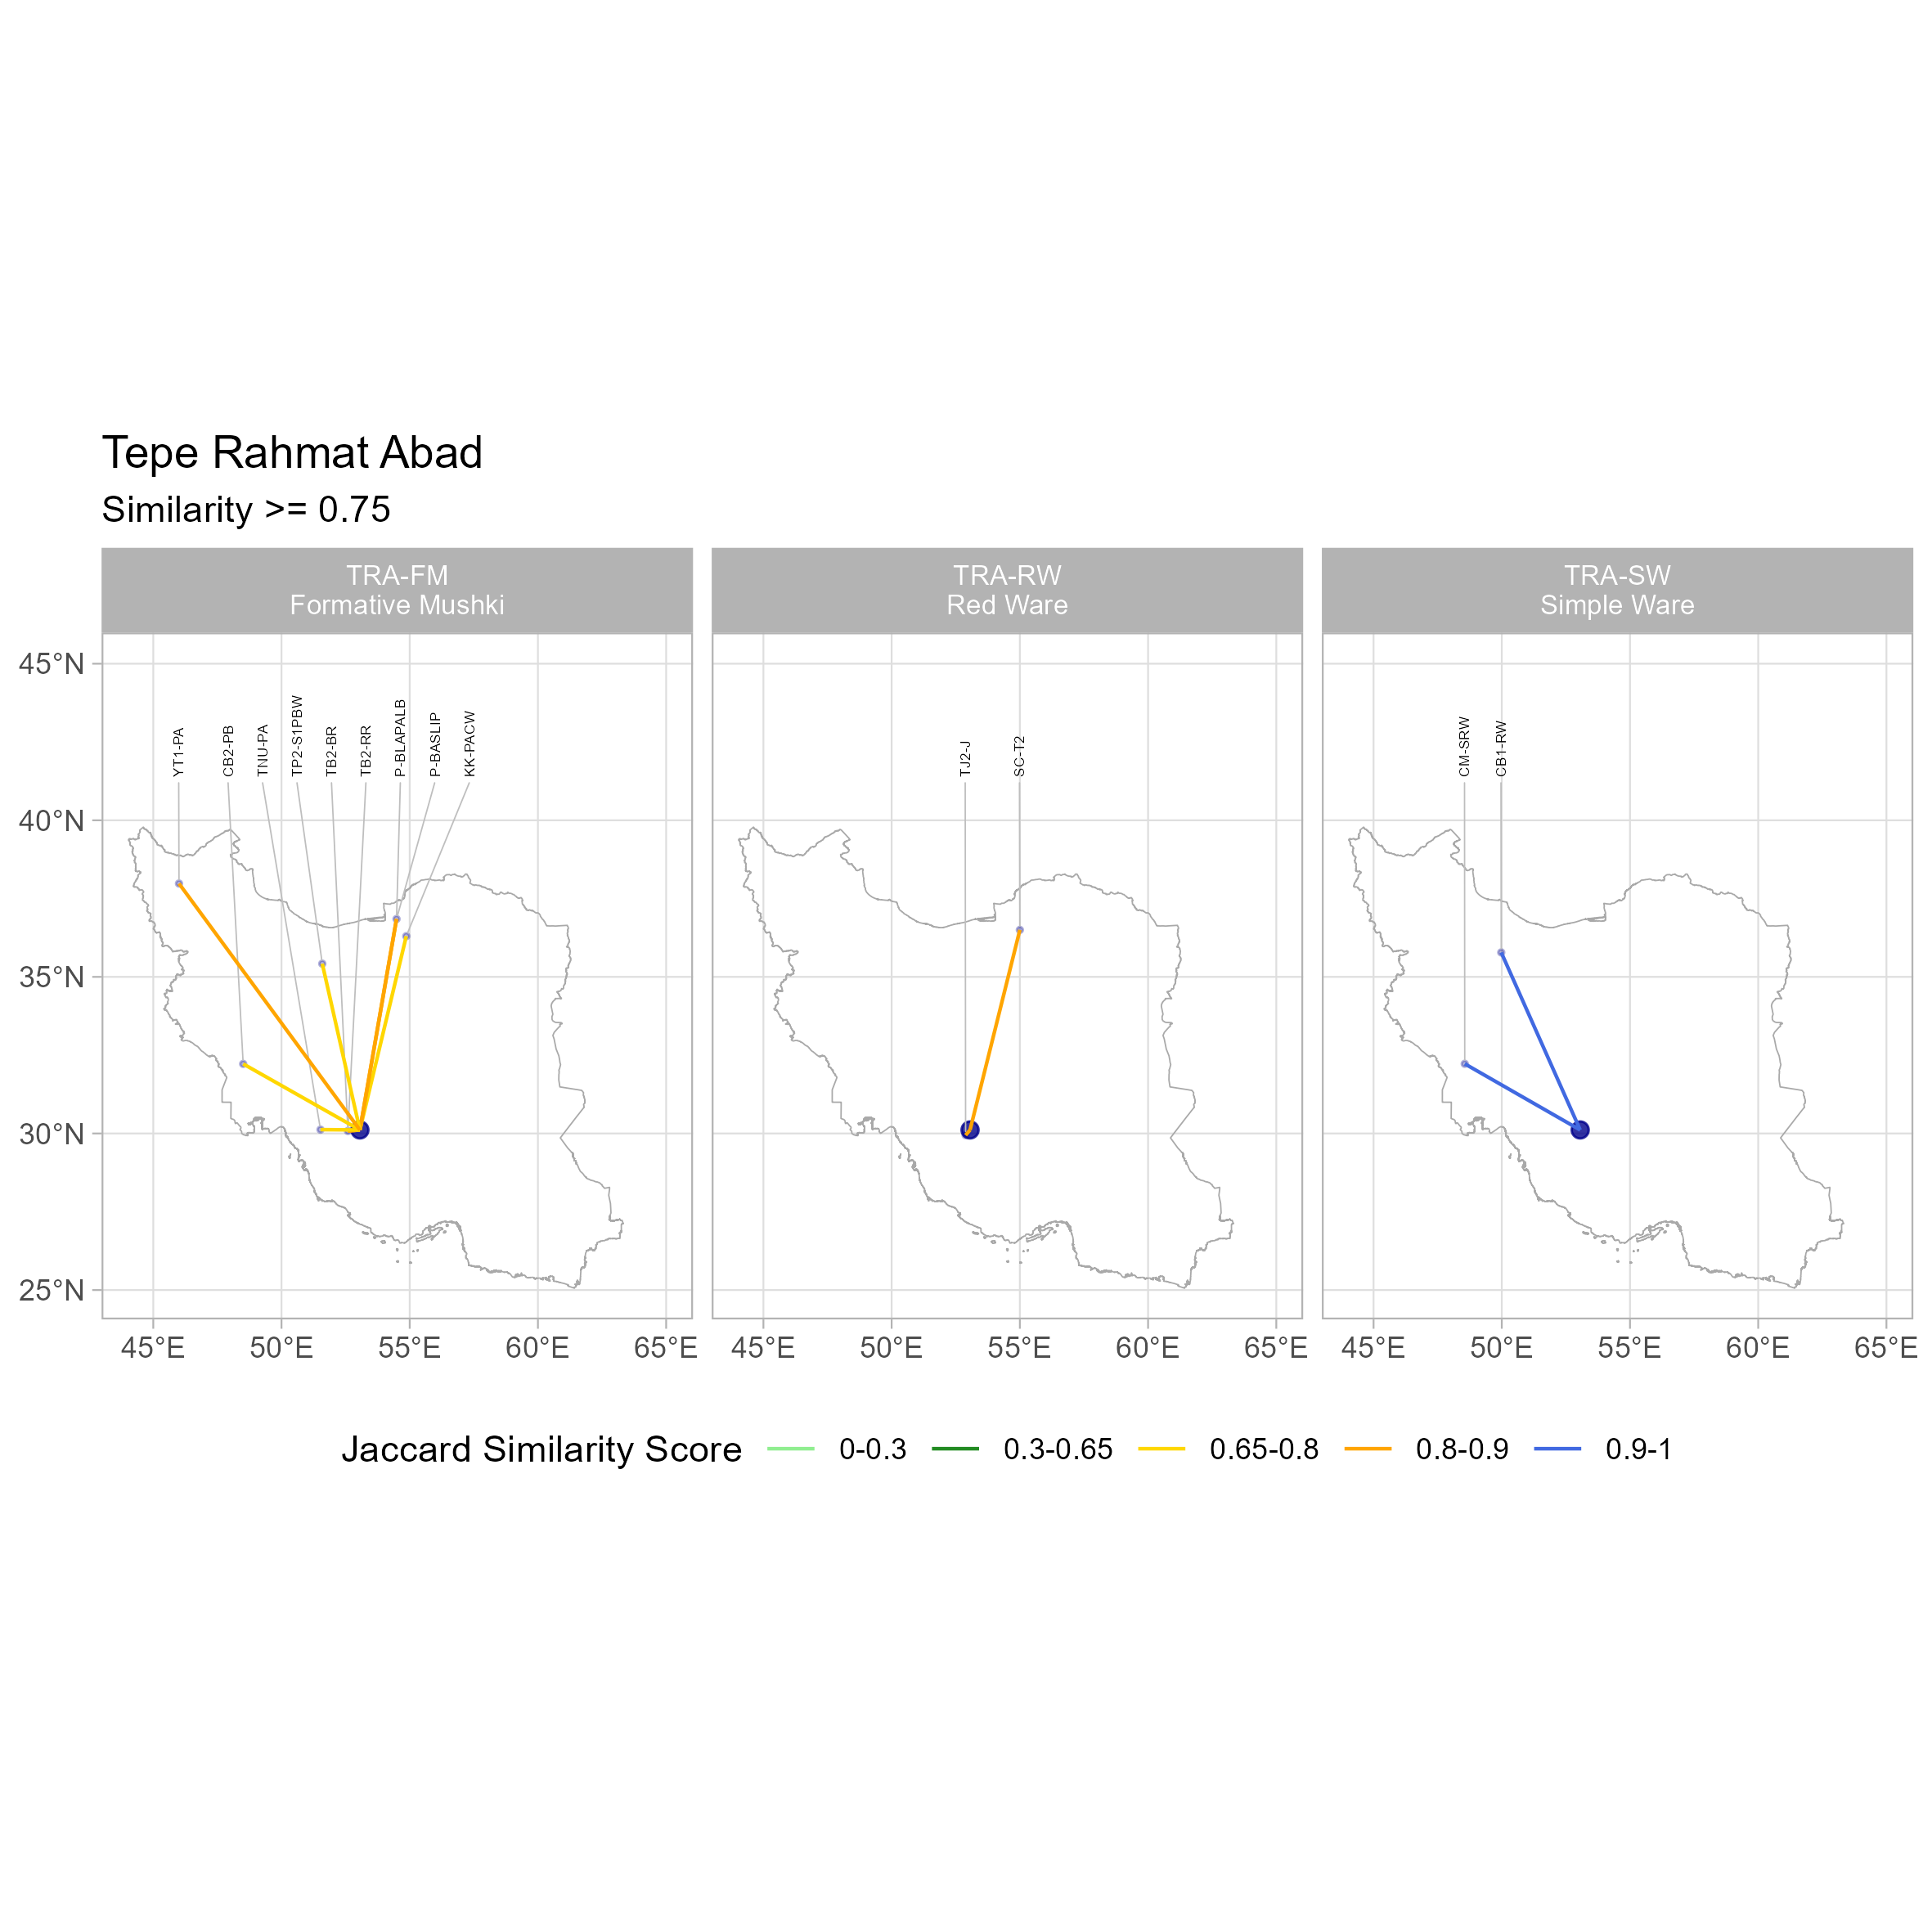 Tepe Rahmat Abad
Similarity >= 0.75
TRA-FM
Formative Mushki
TRA-RW
Red Ware
TRA-SW
Simple Ware
45°N
40°N
35°N
30°N
25°N
YT1-PA
CB2-PB
TNU-PA
TP2-S1PBW
TB2-BR
TB2-RR
P-BLAPALB
P-BASLIP
KK-PACW
TJ2-J
SC-T2
CM-SRW
CB1-RW
45°E 50°E 55°E 60°E 65°E
45°E 50°E 55°E 60°E 65°E
45°E 50°E 55°E 60°E 65°E
Jaccard Similarity Score 0-0.3 0.3-0.65 0.65-0.8 0.8-0.9 0.9-1